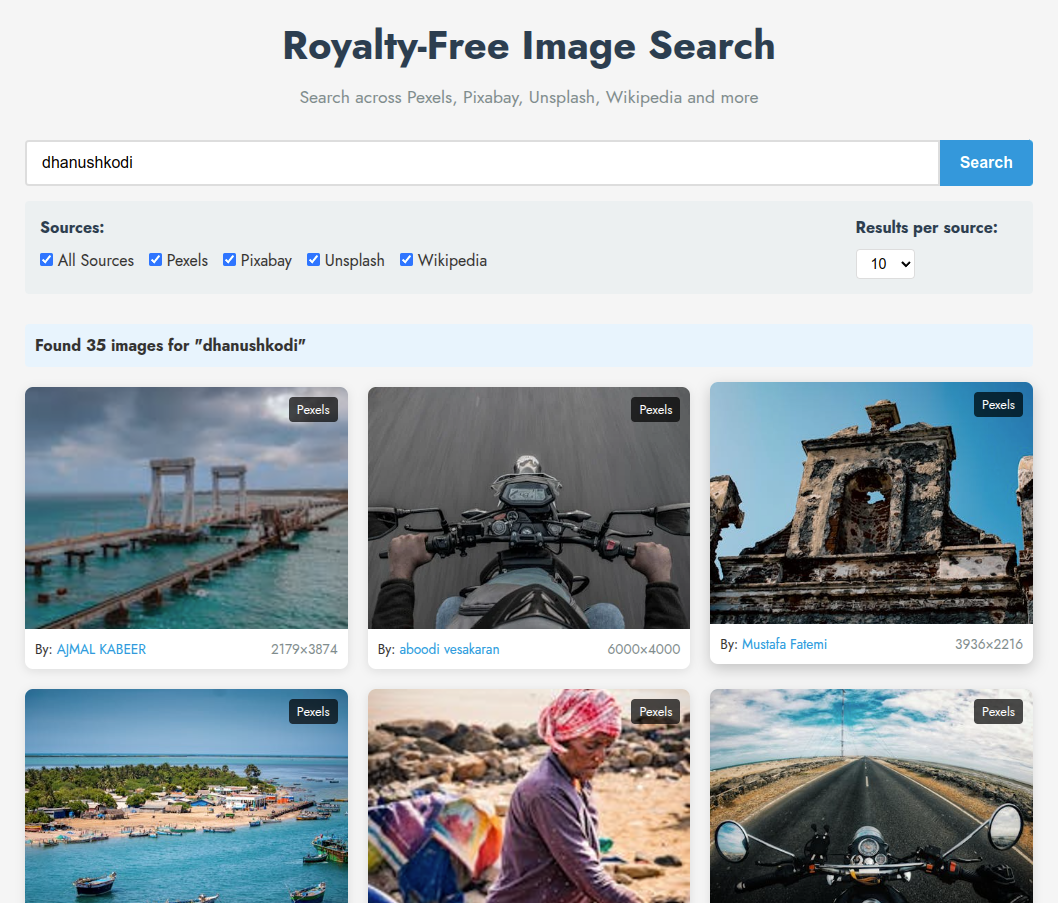 Royalty-Free Image Search
Search across Pexels, Pixabay, Unsplash, Wikipedia and more
dhanushkodi
Search
Sources:
Results per source:
All Sources
Pexels
Pixabay
Unsplash
Wikipedia
10
Found 35 images for "dhanushkodi"
Pexels
Pexels
Pexels
By: AJMAL KABEER
2179×3874
By: aboodi vesakaran
6000×4000
By: Mustafa Fatemi
3936×2216
Pexels
Pexels
Pexels